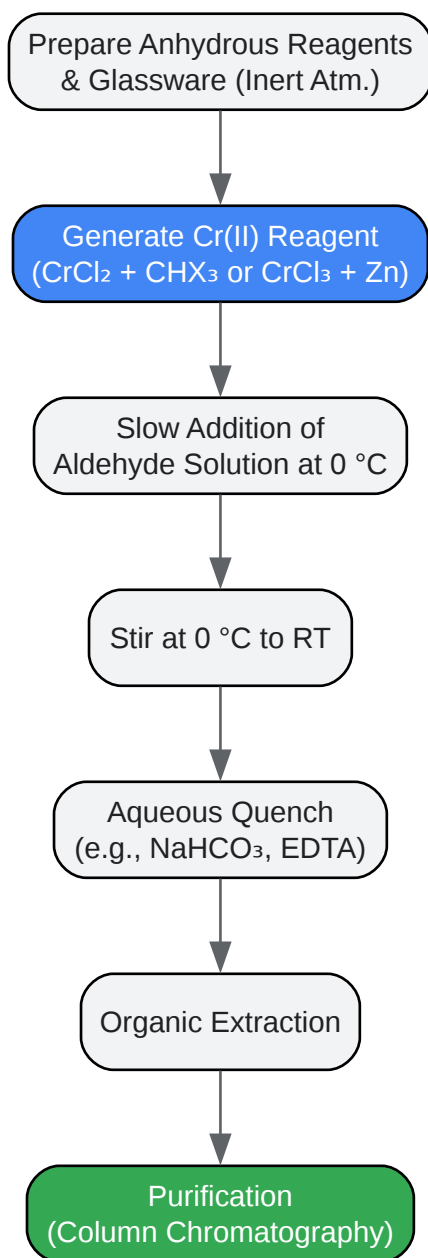 Prepare Anhydrous Reagents
& Glassware (Inert Atm.)
Generate Cr(II) Reagent
(CrCl₂ + CHX₃ or CrCl₃ + Zn)
Slow Addition of
Aldehyde Solution at 0 °C
Stir at 0 °C to RT
Aqueous Quench
(e.g., NaHCO₃, EDTA)
Organic Extraction
Purification
(Column Chromatography)